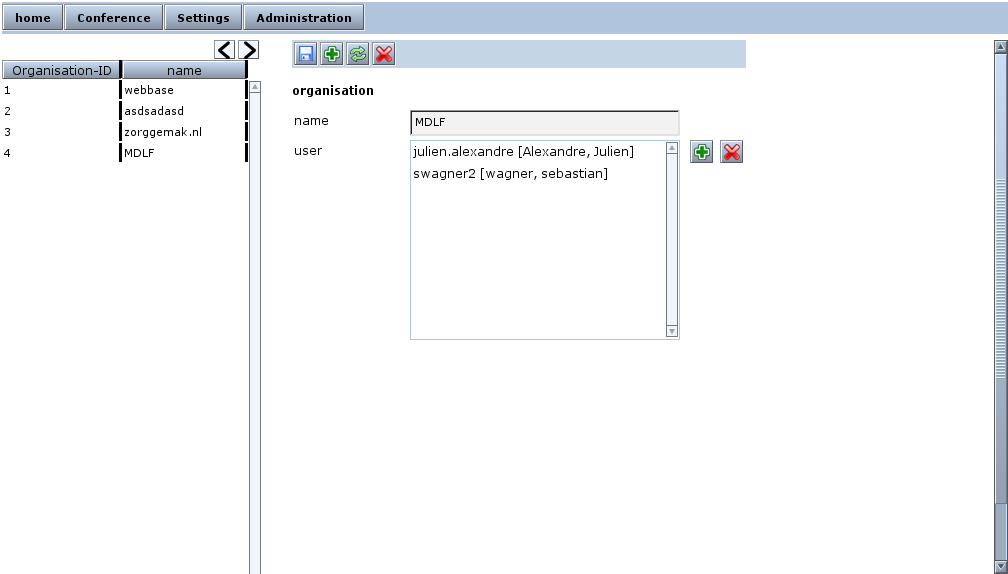 home Conference Settings Administration
Organisation-ID name
1 webbase
2 asdsadasd
3 zorggemak.nl
4 MDLF
organisation
name MDLF
user julien.alexandre [Alexandre, Julien]
swagner2 [wagner, sebastian]